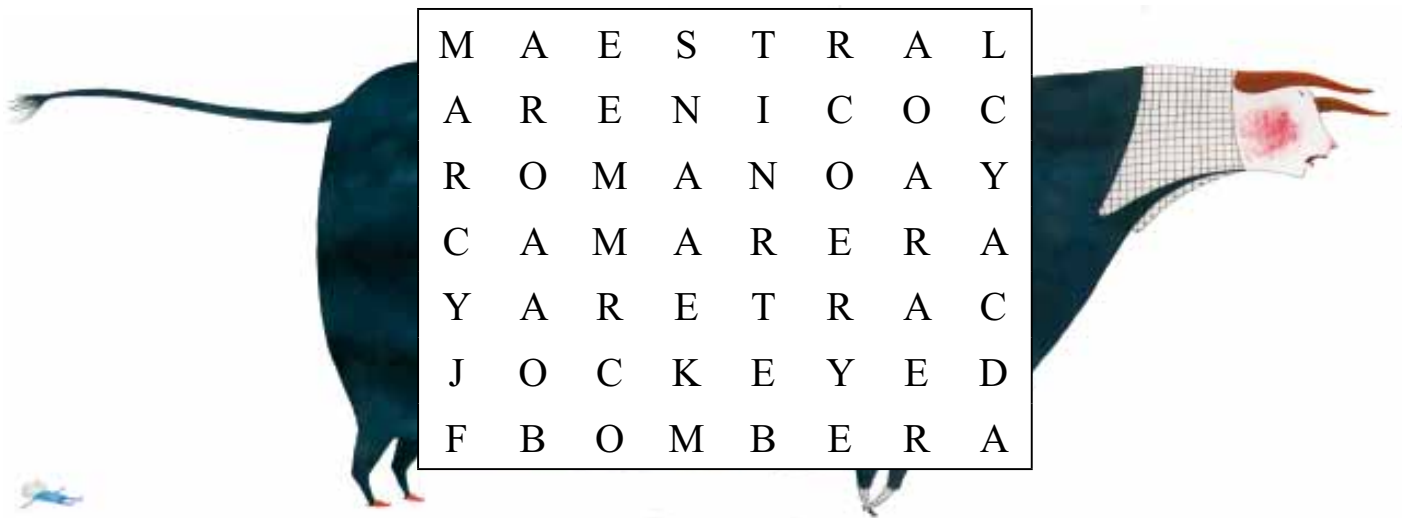 M A E S T R A L
A R E N I C O C
R O M A N O A Y
C A M A R E R A
Y A R E T R A C
J O C K E Y E D
F B O M B E R A